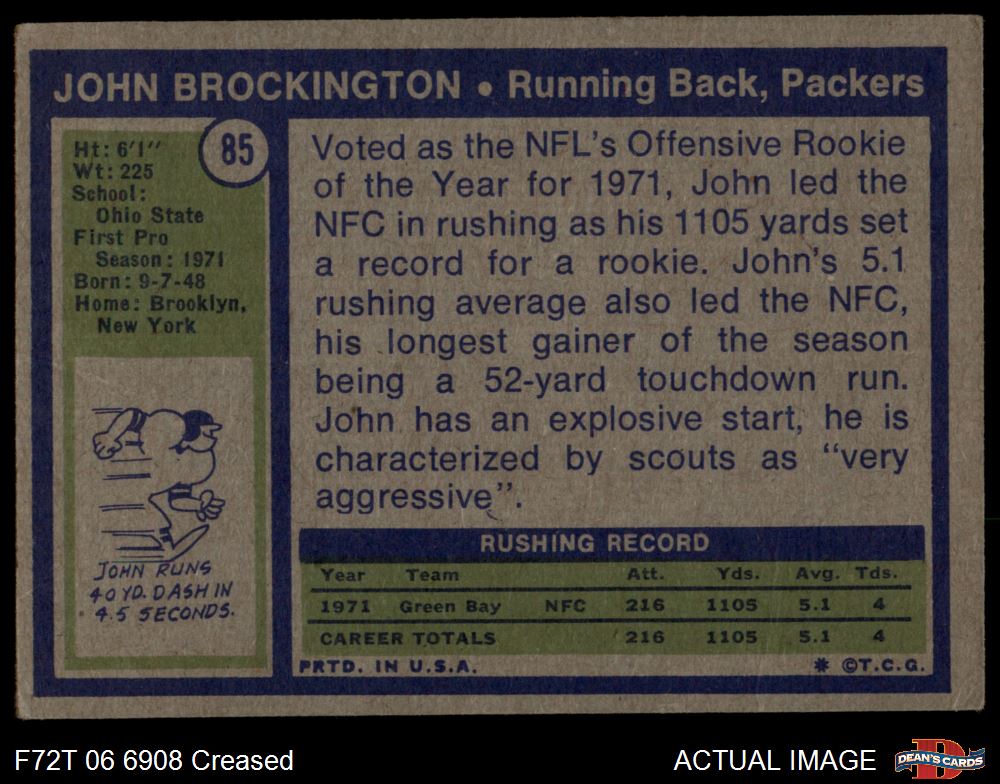 JOHN BROCKINGTON • Running Back, Packers
85
Ht: 6'1"
Wt: 225
School:
Ohio State
First Pro
Season: 1971
Born: 9-7-48
Home: Brooklyn,
New York
JOHN RUNS
40 YD. DASH IN
4.5 SECONDS.
Voted as the NFL's Offensive Rookie
of the Year for 1971, John led the
NFC in rushing as his 1105 yards set
a record for a rookie. John's 5.1
rushing average also led the NFC,
his longest gainer of the season
being a 52-yard touchdown run.
John has an explosive start, he is
characterized by scouts as "very
aggressive".
RUSHING RECORD
Year Team Att. Yds. Avg. Tds.
1971 Green Bay NFC 216 1105 5.1 4
CAREER TOTALS 216 1105 5.1 4
PRTD. IN U.S.A. * ©T.C.G.
F72T 06 6908 Creased ACTUAL IMAGE
D
DEAN'S CARDS